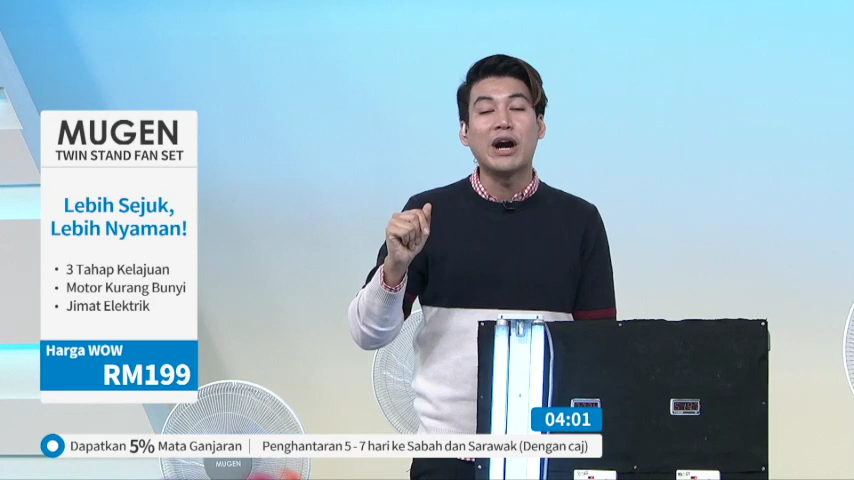 MUGEN
TWIN STAND FAN SET
Lebih Sejuk,
Lebih Nyaman!
• 3 Tahap Kelajuan
• Motor Kurang Bunyi
• Jimat Elektrik
Harga WOW
RM199
04:01
Dapatkan 5% Mata Ganjaran | Penghantaran 5 - 7 hari ke Sabah dan Sarawak (Dengan caj)
MUGEN